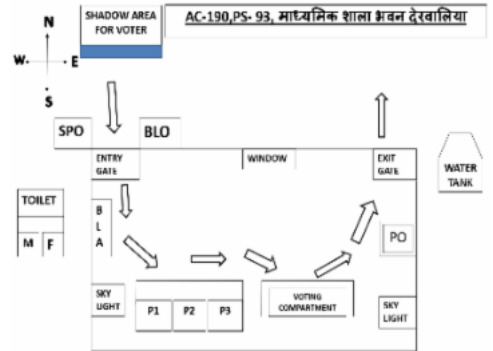 SHADOW AREA
FOR VOTER
AC-190,PS- 93, माध्यमिक शाला भवन देरवालिया
N
W
E
S
SPO
BLO
ENTRY
GATE
WINDOW
EXIT
GATE
WATER
TANK
TOILET
M
F
B
L
A
PO
SKY
LIGHT
P1
P2
P3
VOTING
COMPARTMENT
SKY
LIGHT